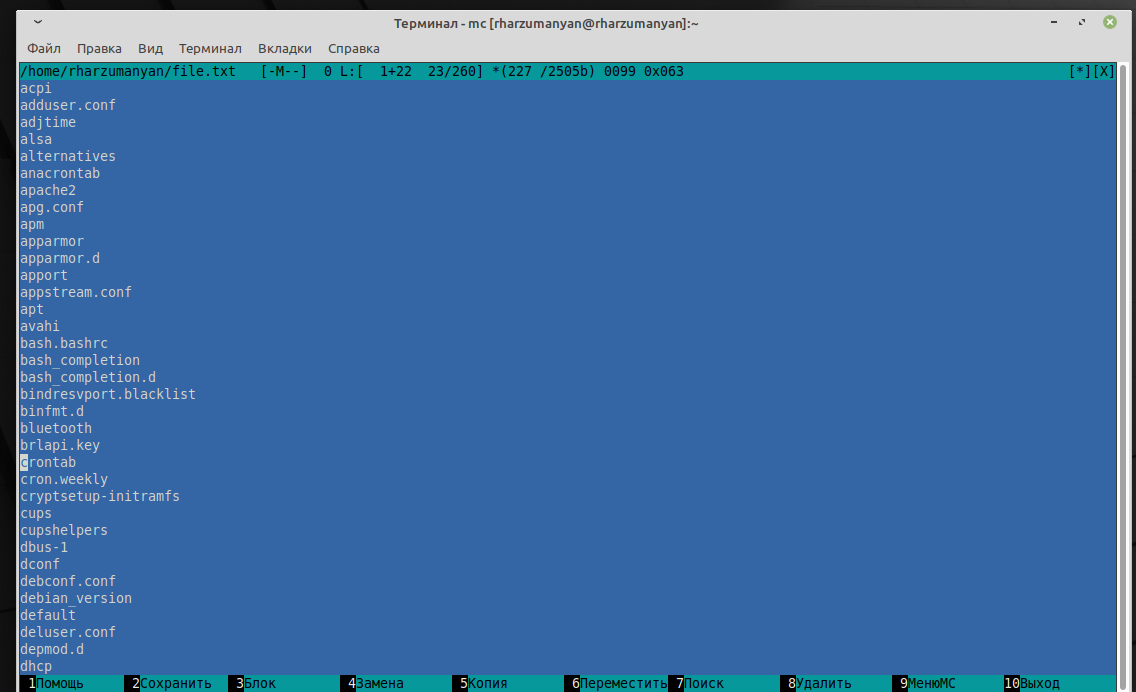 Терминал - mc [rharzumanyan@rharzumanyan]:~
Файл Правка Вид Терминал Вкладки Справка
/home/rharzumanyan/file.txt [-M--] 0 L:[ 1+22 23/260] *(227 /2505b) 0099 0x063 [*][X]
acpi
adduser.conf
adjtime
alsa
alternatives
anacrontab
apache2
apg.conf
apm
apparmor
apparmor.d
apport
appstream.conf
apt
avahi
bash.bashrc
bash_completion
bash_completion.d
bindresvport.blacklist
binfmt.d
bluetooth
brlapi.key
crontab
cron.weekly
cryptsetup-initramfs
cups
cupshelpers
dbus-1
dconf
debconf.conf
debian_version
default
deluser.conf
depmod.d
dhcp
1Помощь 2Сохранить 3Блок 4Замена 5Копия 6Переместить 7Поиск 8Удалить 9МенюМС 10Выход